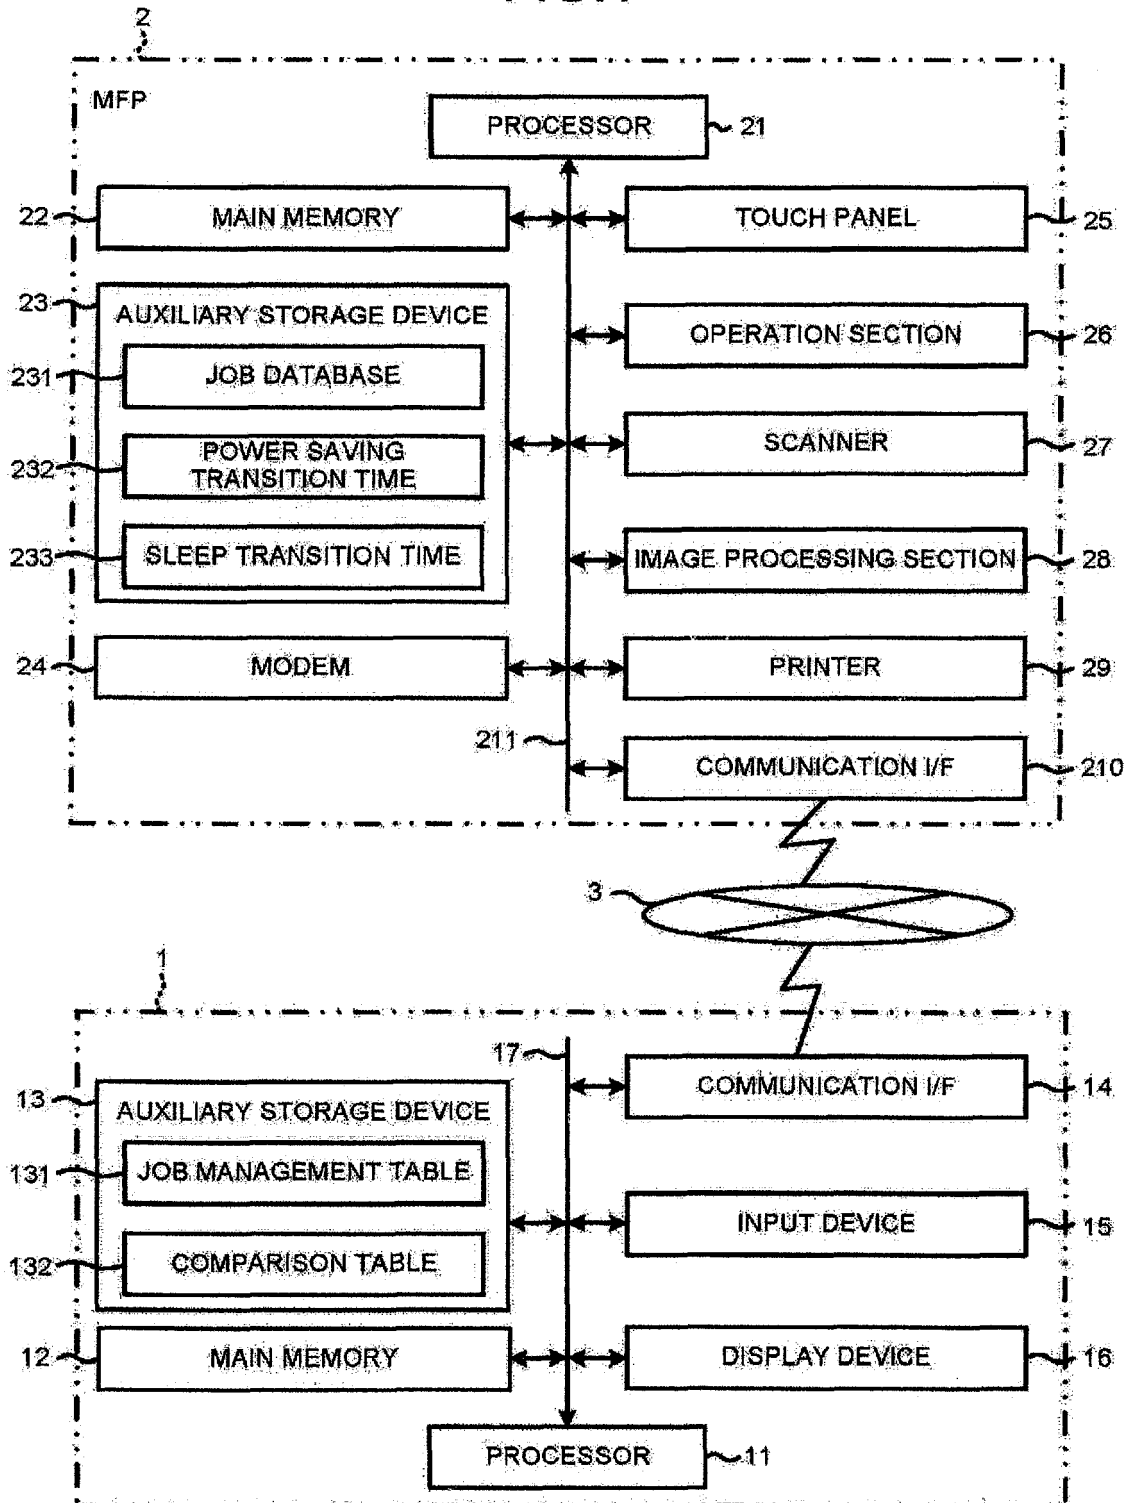 2
MFP
PROCESSOR
21
22
MAIN MEMORY
TOUCH PANEL
25
23
AUXILIARY STORAGE DEVICE
OPERATION SECTION
26
231
JOB DATABASE
232
POWER SAVING
TRANSITION TIME
SCANNER
27
233
SLEEP TRANSITION TIME
IMAGE PROCESSING SECTION
28
24
MODEM
PRINTER
29
211
COMMUNICATION I/F
210
3
1
17
COMMUNICATION I/F
14
13
AUXILIARY STORAGE DEVICE
131
JOB MANAGEMENT TABLE
INPUT DEVICE
15
132
COMPARISON TABLE
12
MAIN MEMORY
DISPLAY DEVICE
16
PROCESSOR
11